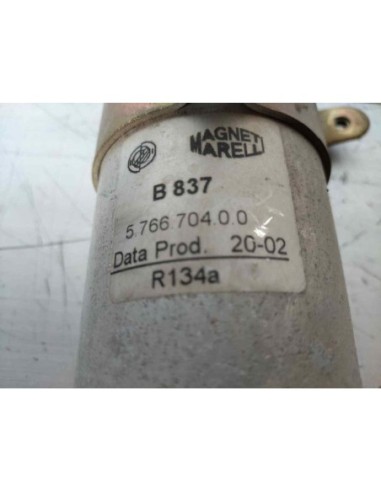 MAGNETI
MARELLI
B 837
5.766.704.0.0
Data Prod. 20-02
R134a